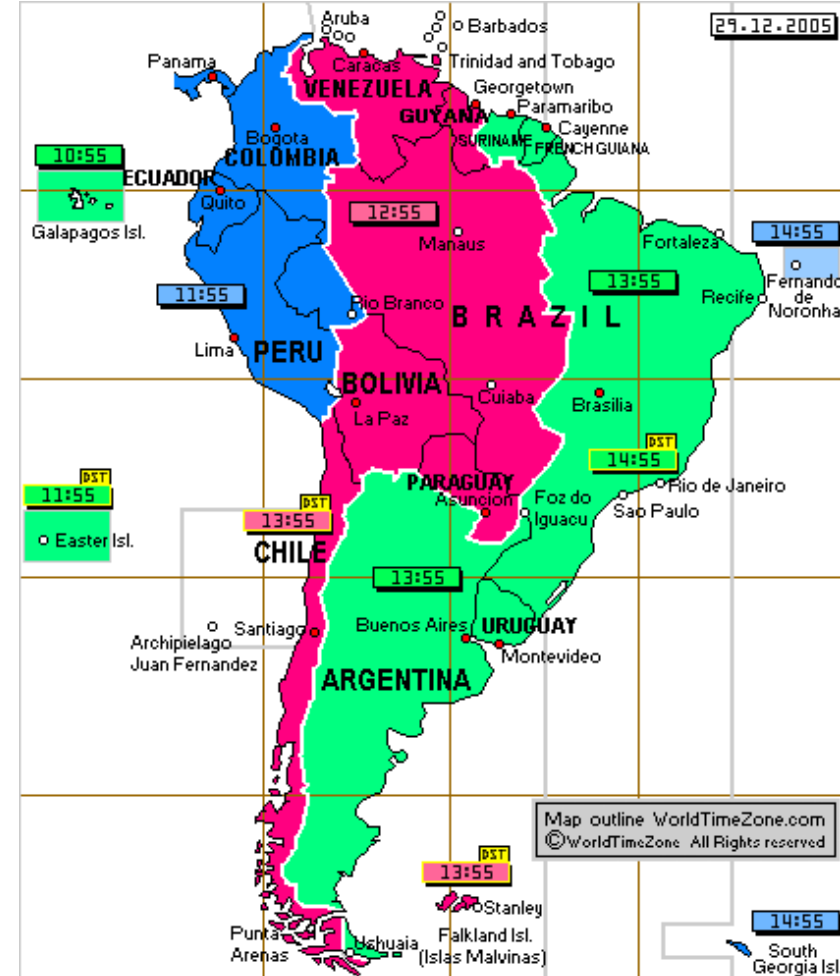 Aruba
29.12.2005
Barbados
Panama
Caracas
Trinidad and Tobago
VENEZUELA
Georgetown
GUYANA
Paramaribo
Bogota
Cayenne
COLOMBIA
SURINAME
FRENCH GUIANA
10:55
ECUADOR
Quito
12:55
Galapagos Isl.
Manaus
Fortaleza
14:55
11:55
13:55
Fernando
de
Noronha
Recife
Rio Branco
BRAZIL
Lima
PERU
BOLIVIA
Cuiaba
Brasilia
La Paz
DST
14:55
DST
11:55
PARAGUAY
Asuncion
Foz do
Iguacu
Rio de Janeiro
Sao Paulo
DST
13:55
Easter Isl.
CHILE
13:55
Santiago
Buenos Aires
URUGUAY
Archipielago
Juan Fernandez
Montevideo
ARGENTINA
Map outline WorldTimeZone.com
©WorldTimeZone All Rights reserved
DST
13:55
Stanley
Falkland Isl.
(Islas Malvinas)
Punta
Arenas
Ushuaia
14:55
South
Georgia Isl